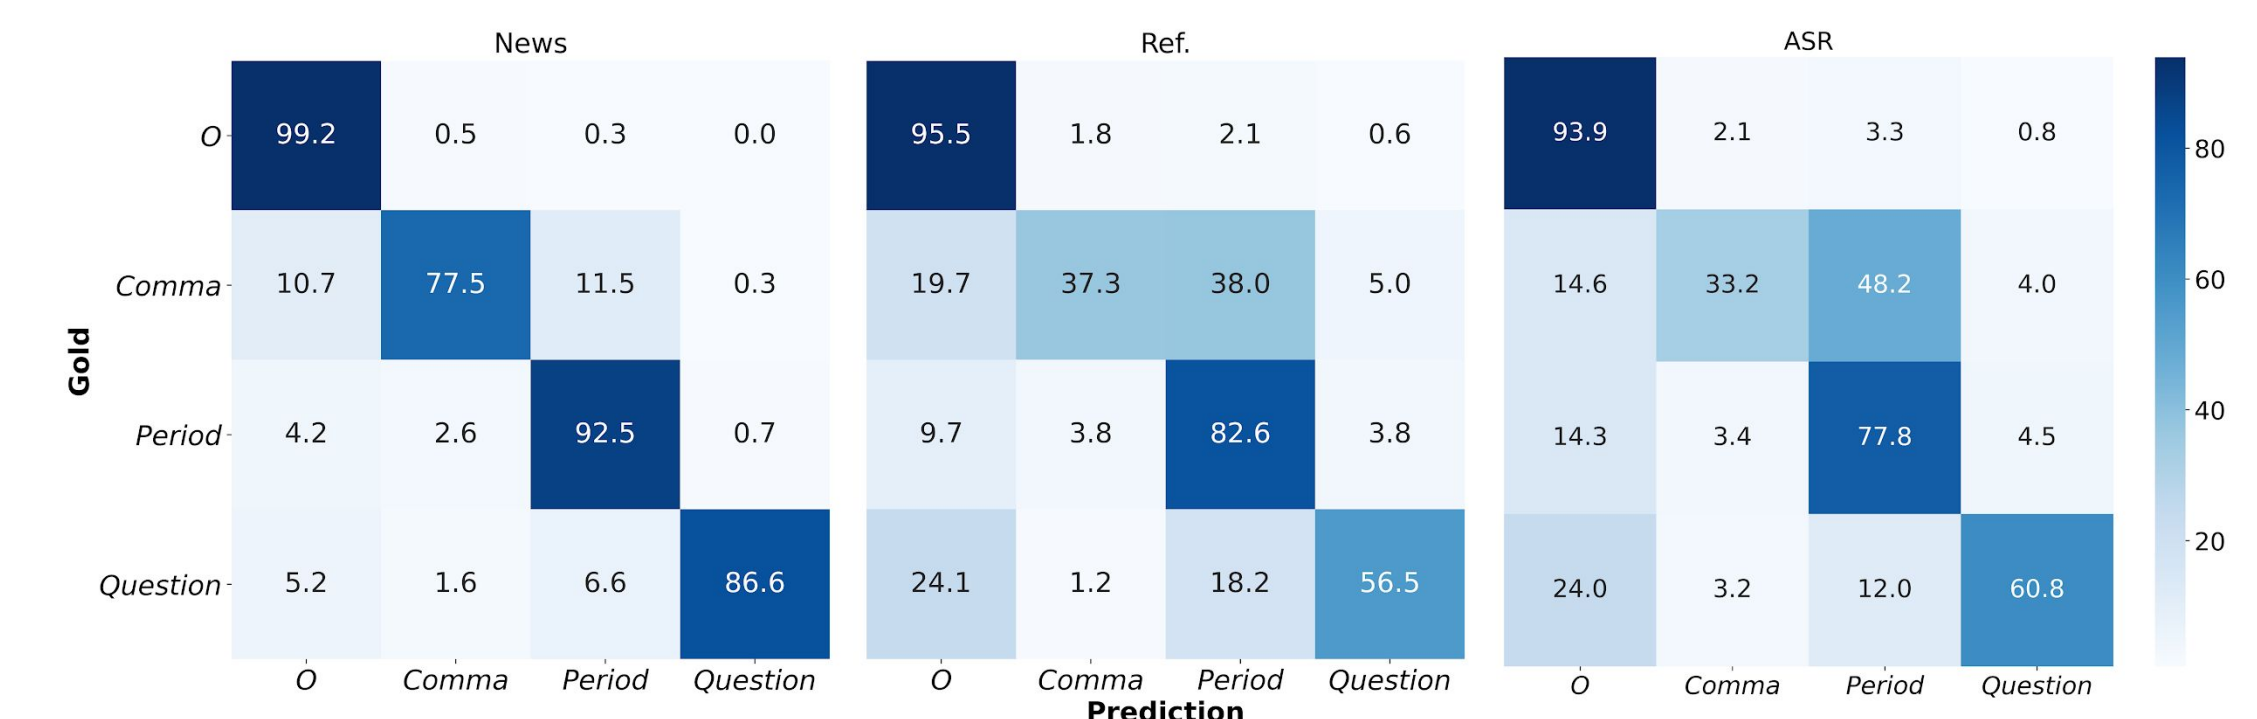 News Ref. ASR
O 99.2 0.5 0.3 0.0 95.5 1.8 2.1 0.6 93.9 2.1 3.3 0.8
80
Comma 10.7 77.5 11.5 0.3 19.7 37.3 38.0 5.0 14.6 33.2 48.2 4.0
60
Gold
40
Period 4.2 2.6 92.5 0.7 9.7 3.8 82.6 3.8 14.3 3.4 77.8 4.5
20
Question 5.2 1.6 6.6 86.6 24.1 1.2 18.2 56.5 24.0 3.2 12.0 60.8
O Comma Period Question O Comma Period Question O Comma Period Question
Prediction